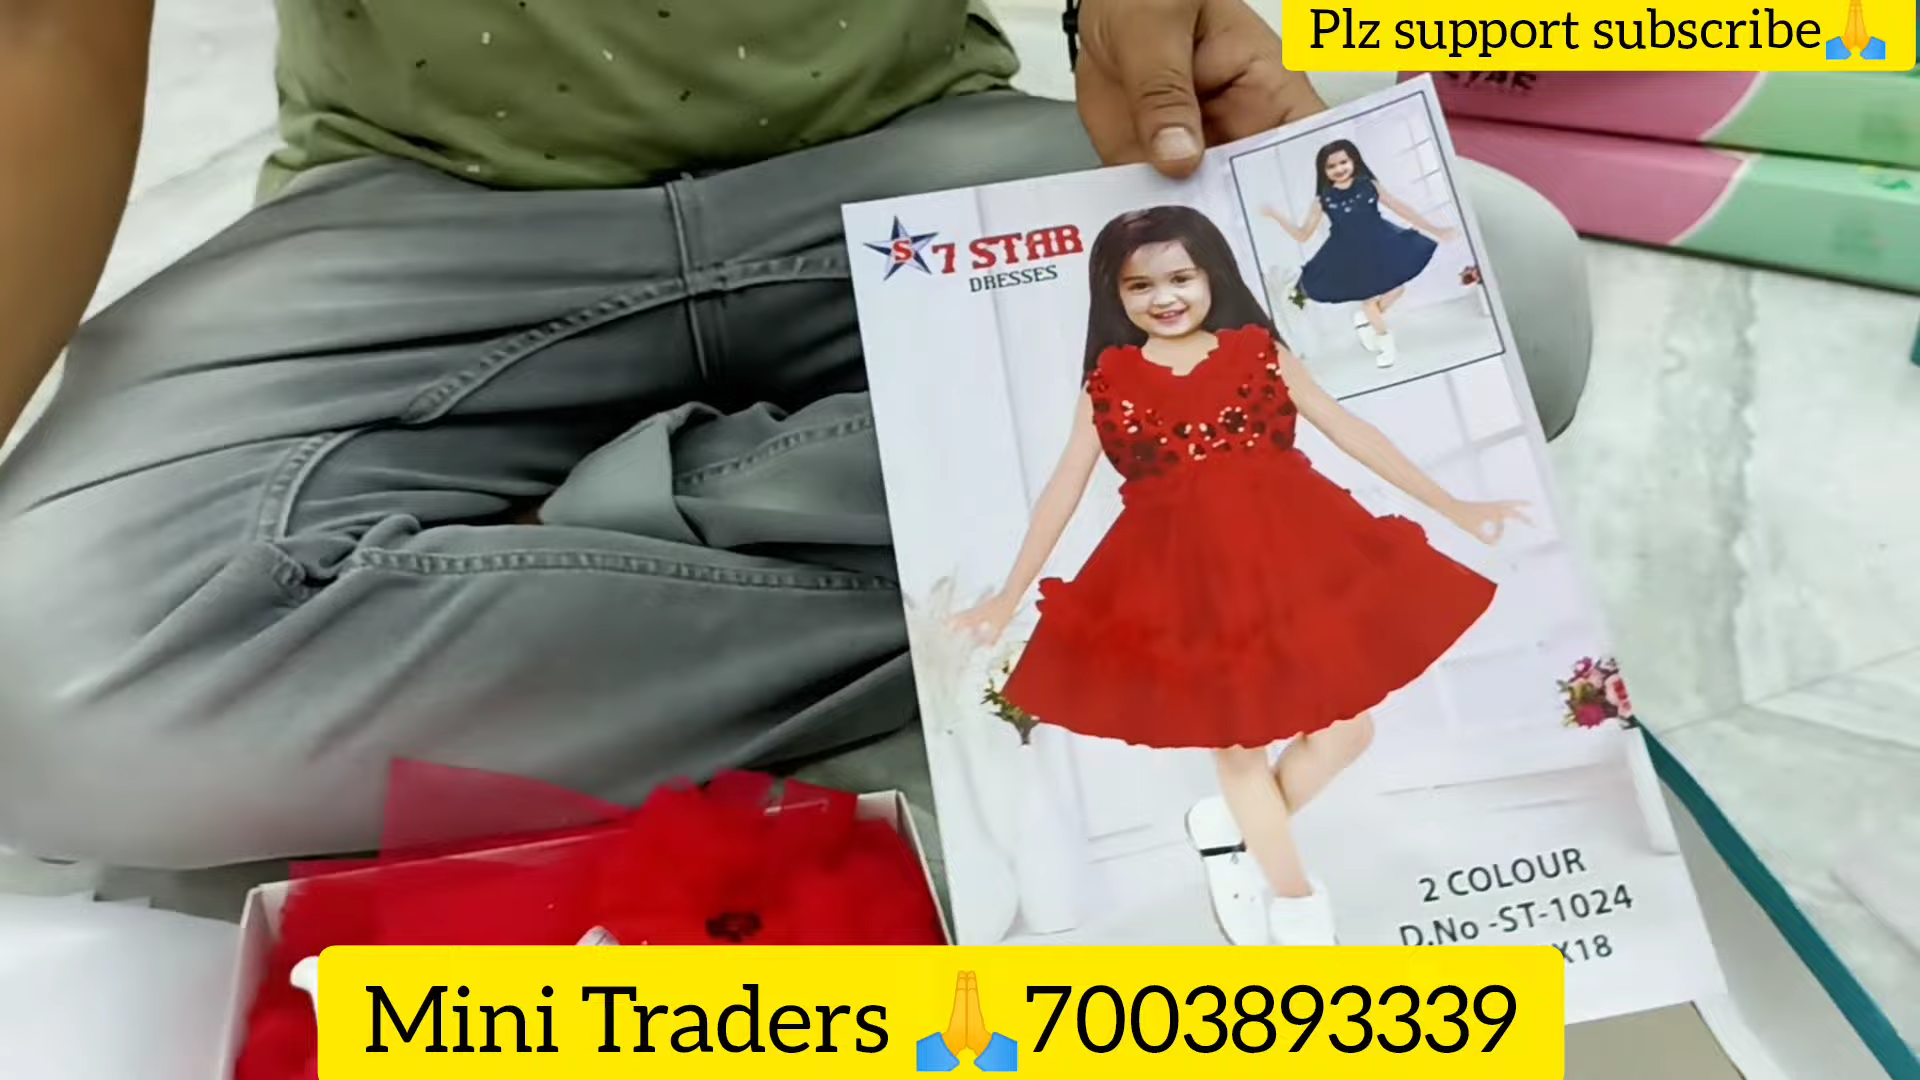 Plz support subscribe🙏
S 7 STAR
DRESSES
2 COLOUR
D.No -ST-1024
X18
Mini Traders 🙏7003893339